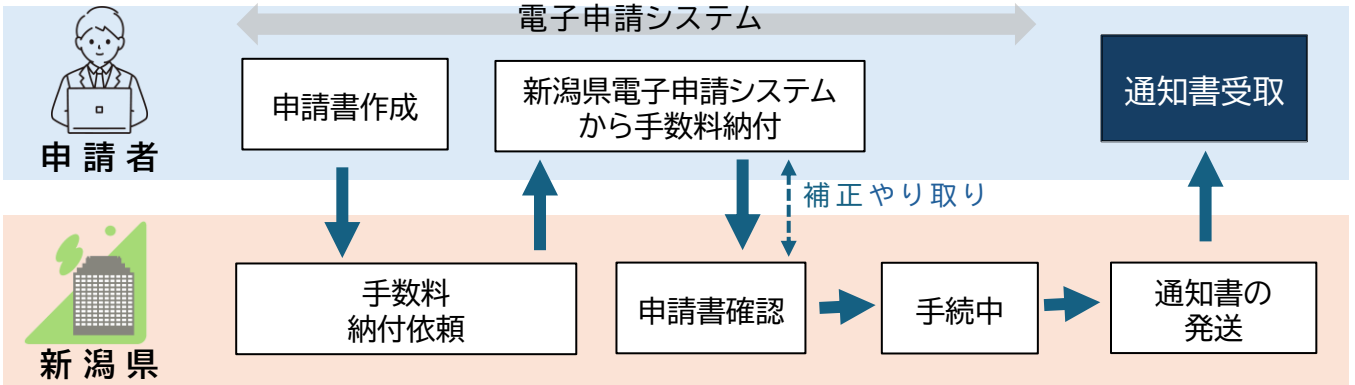 電子申請システム
申請者
申請書作成
新潟県電子申請システム
から手数料納付
通知書受取
補正やり取り
新潟県
手数料
納付依頼
申請書確認
手続中
通知書の
発送